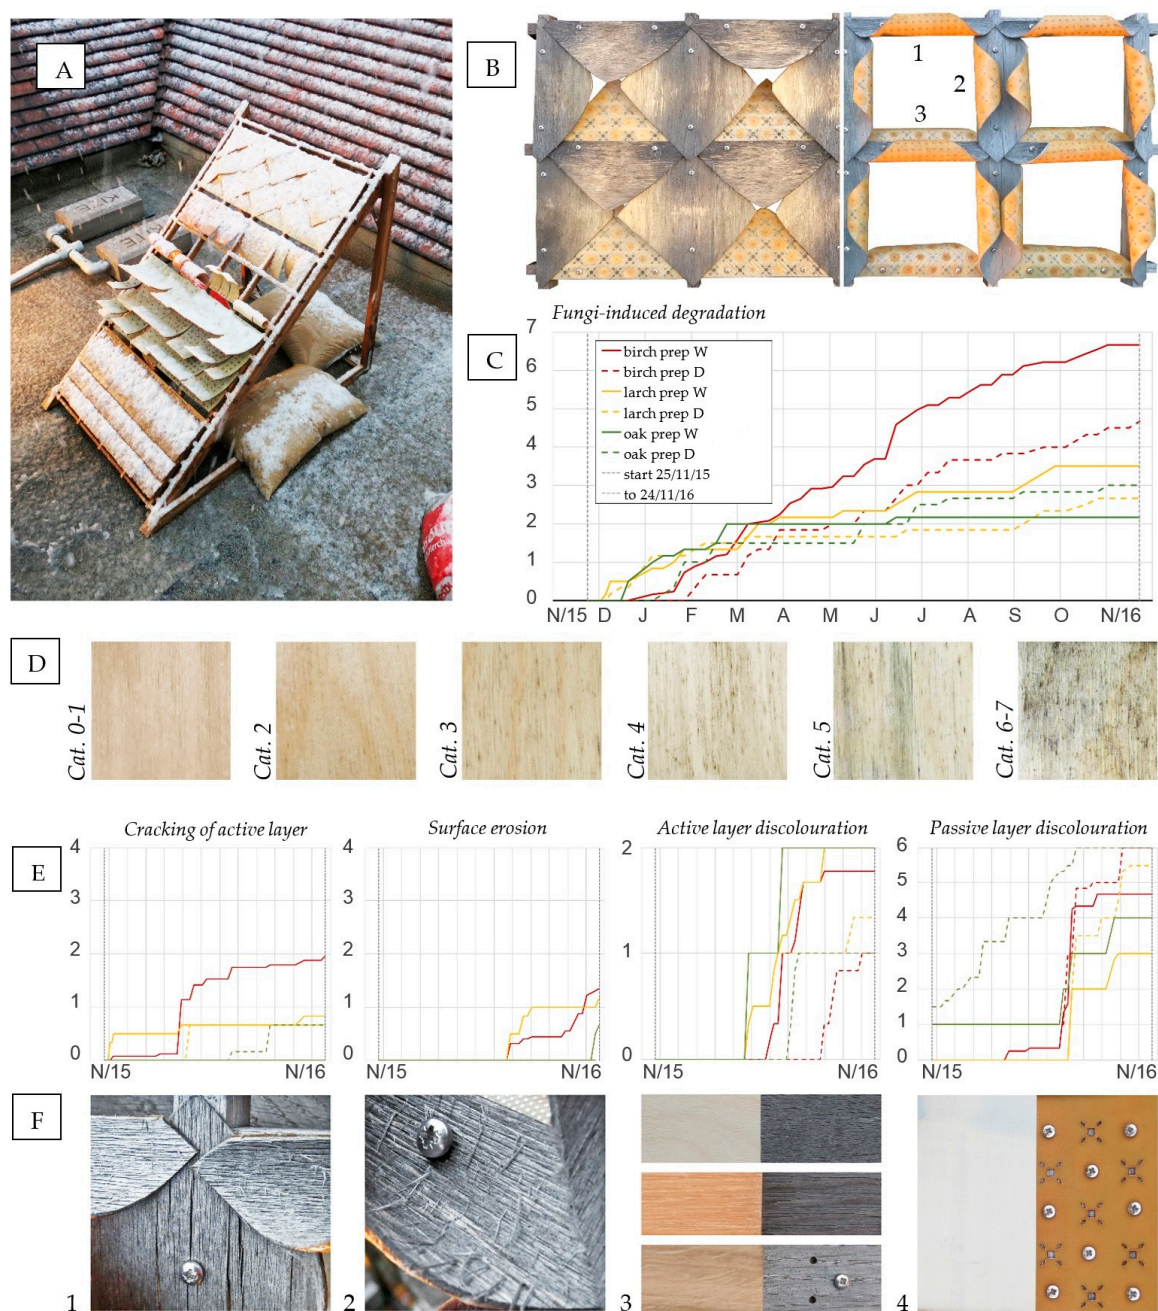 A
B
1
2
3
Fungi-induced degradation
C
7
6
5
4
3
2
1
0
birch prep W
birch prep D
larch prep W
larch prep D
oak prep W
oak prep D
start 25/11/15
to 24/11/16
N/15 D J F M A M J J A S O N/16
D
Cat. 0-1
Cat. 2
Cat. 3
Cat. 4
Cat. 5
Cat. 6-7
E
Cracking of active layer
4
3
2
1
0
N/15 N/16
Surface erosion
4
3
2
1
0
N/15 N/16
Active layer discolouration
2
1
0
N/15 N/16
Passive layer discolouration
6
5
4
3
2
1
0
N/15 N/16
F
1
2
3
4